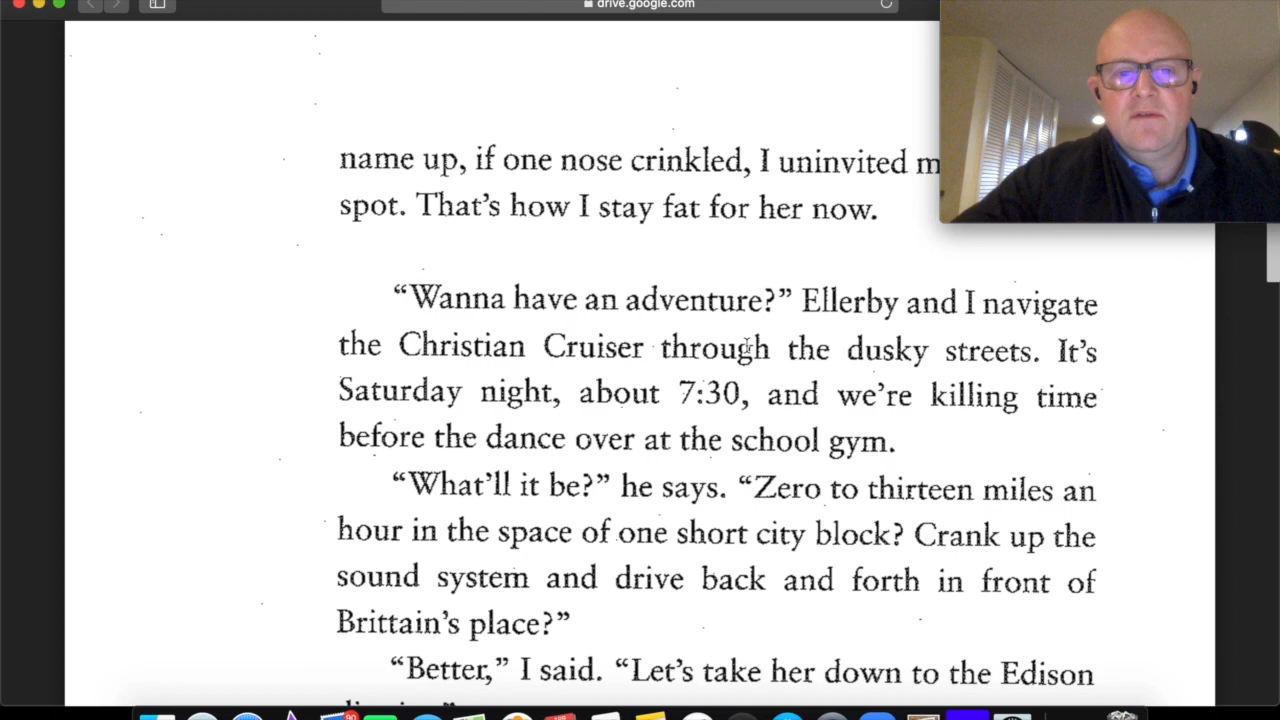 drive.google.com
name up, if one nose crinkled, I uninvited
spot. That's how I stay fat for her now.
“Wanna have an adventure?” Ellerby and I navigate
the Christian Cruiser through the dusky streets. It's
Saturday night, about 7:30, and we're killing time
before the dance over at the school gym.
“What'll it be?” he says. “Zero to thirteen miles an
hour in the space of one short city block? Crank up the
sound system and drive back and forth in front of
Brittain's place?”
“Better,” I said. “Let's take her down to the Edison